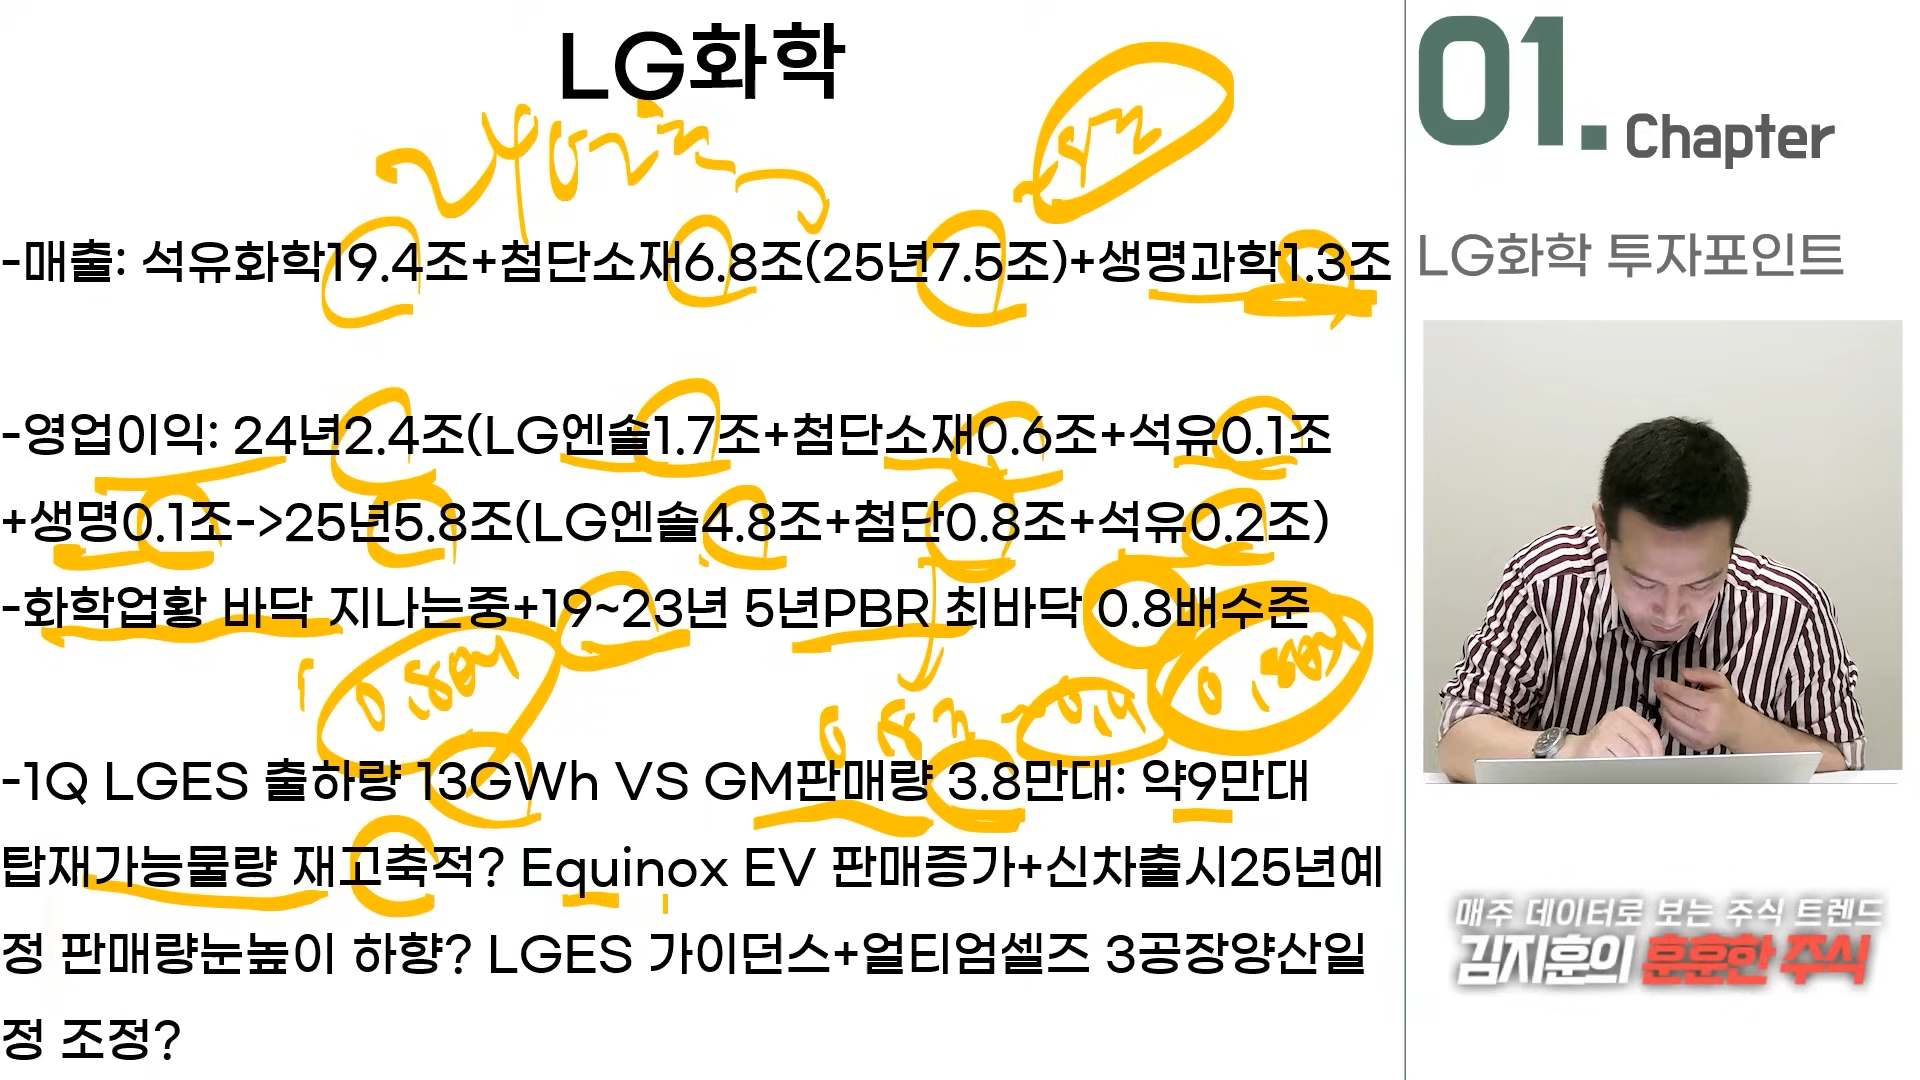 LG화학
-매출: 석유화학19.4조+첨단소재6.8조(25년7.5조)+생명과학1.3조
-영업이익: 24년2.4조(LG엔솔1.7조+첨단소재0.6조+석유0.1조
+생명0.1조->25년5.8조(LG엔솔4.8조+첨단0.8조+석유0.2조)
-화학업황 바닥 지나는중+19~23년 5년PBR 최바닥 0.8배수준
-1Q LGES 출하량 13GWh VS GM판매량 3.8만대: 약9만대
탑재가능물량 재고축적? Equinox EV 판매증가+신차출시25년예
정 판매량눈높이 하향? LGES 가이던스+얼티엄셀즈 3공장양산일
정 조정?
01. Chapter
LG화학 투자포인트
매주 데이터로 보는 주식 트렌드
김지훈의 훈훈한 주식